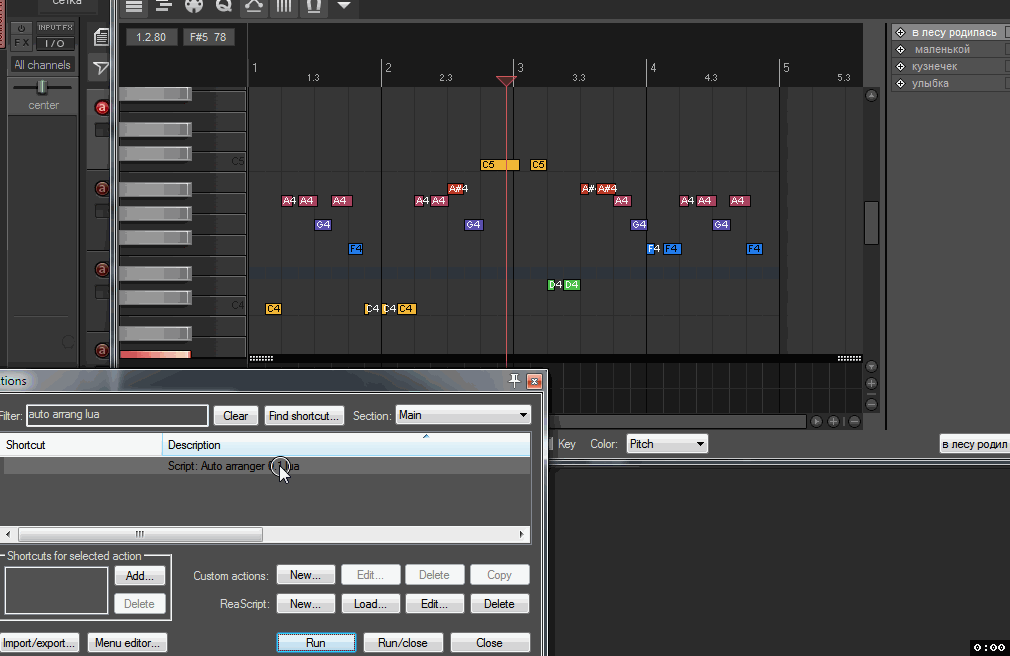 сетка
INPUT FX
FX
I/O
All channels
center
1.2.80
F#5 78
1
1.3
2
2.3
3
3.3
4
4.3
5
5.3
в лесу родилась
маленькой
кузнечек
улыбка
C5
C5 C5
A#4 A# A#4
A4 A4 A4 A4 A4 A4 A4 A4 A4
G4 G4 G4 G4
F4 F4 F4 F4
D4 D4
C4
C4 C4 C4 C4
tions
Filter: auto arrang lua
Clear
Find shortcut...
Section: Main
Shortcut
Description
Script: Auto arranger
Key
Color: Pitch
в лесу родил
Shortcuts for selected action
Add...
Delete
Custom actions: New... Edit... Delete Copy
ReaScript: New... Load... Edit... Delete
Import/export...
Menu editor...
Run
Run/close
Close
0:00